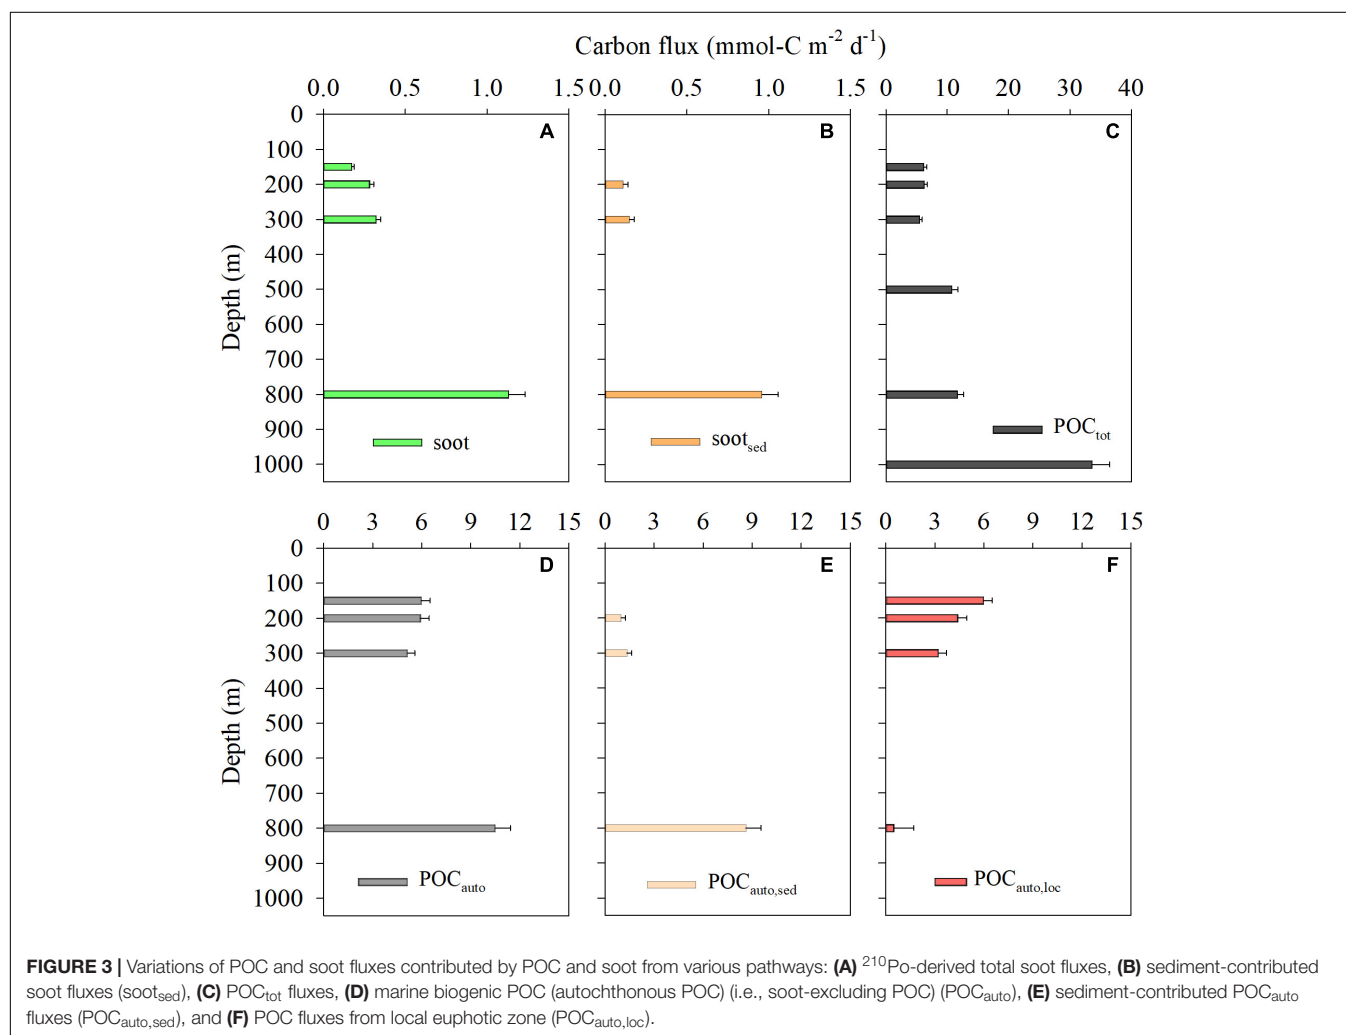 Carbon flux (mmol-C m-2 d-1)
0.0 0.5 1.0 1.5 0.0 0.5 1.0 1.5 0 10 20 30 40
0
A B C
100
200
300
400
500
600
700
800
900
1000
Depth (m)
soot
sootsed
POCtot
0 3 6 9 12 15 0 3 6 9 12 15 0 3 6 9 12 15
0
D E F
100
200
300
400
500
600
700
800
900
1000
Depth (m)
POCauto
POCauto,sed
POCauto,loc
FIGURE 3 | Variations of POC and soot fluxes contributed by POC and soot from various pathways: (A) 210Po-derived total soot fluxes, (B) sediment-contributed
soot fluxes (sootsed), (C) POCtot fluxes, (D) marine biogenic POC (autochthonous POC) (i.e., soot-excluding POC) (POCauto), (E) sediment-contributed POCauto
fluxes (POCauto,sed), and (F) POC fluxes from local euphotic zone (POCauto,loc).